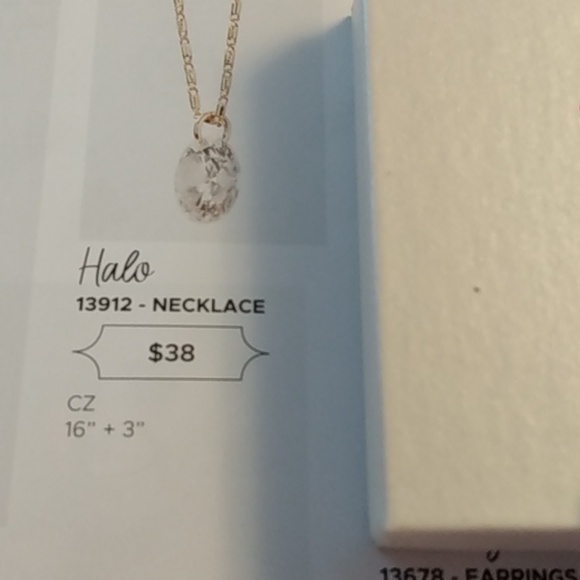 Halo
13912 - NECKLACE
$38
CZ
16" + 3"
13678 - EARRINGS